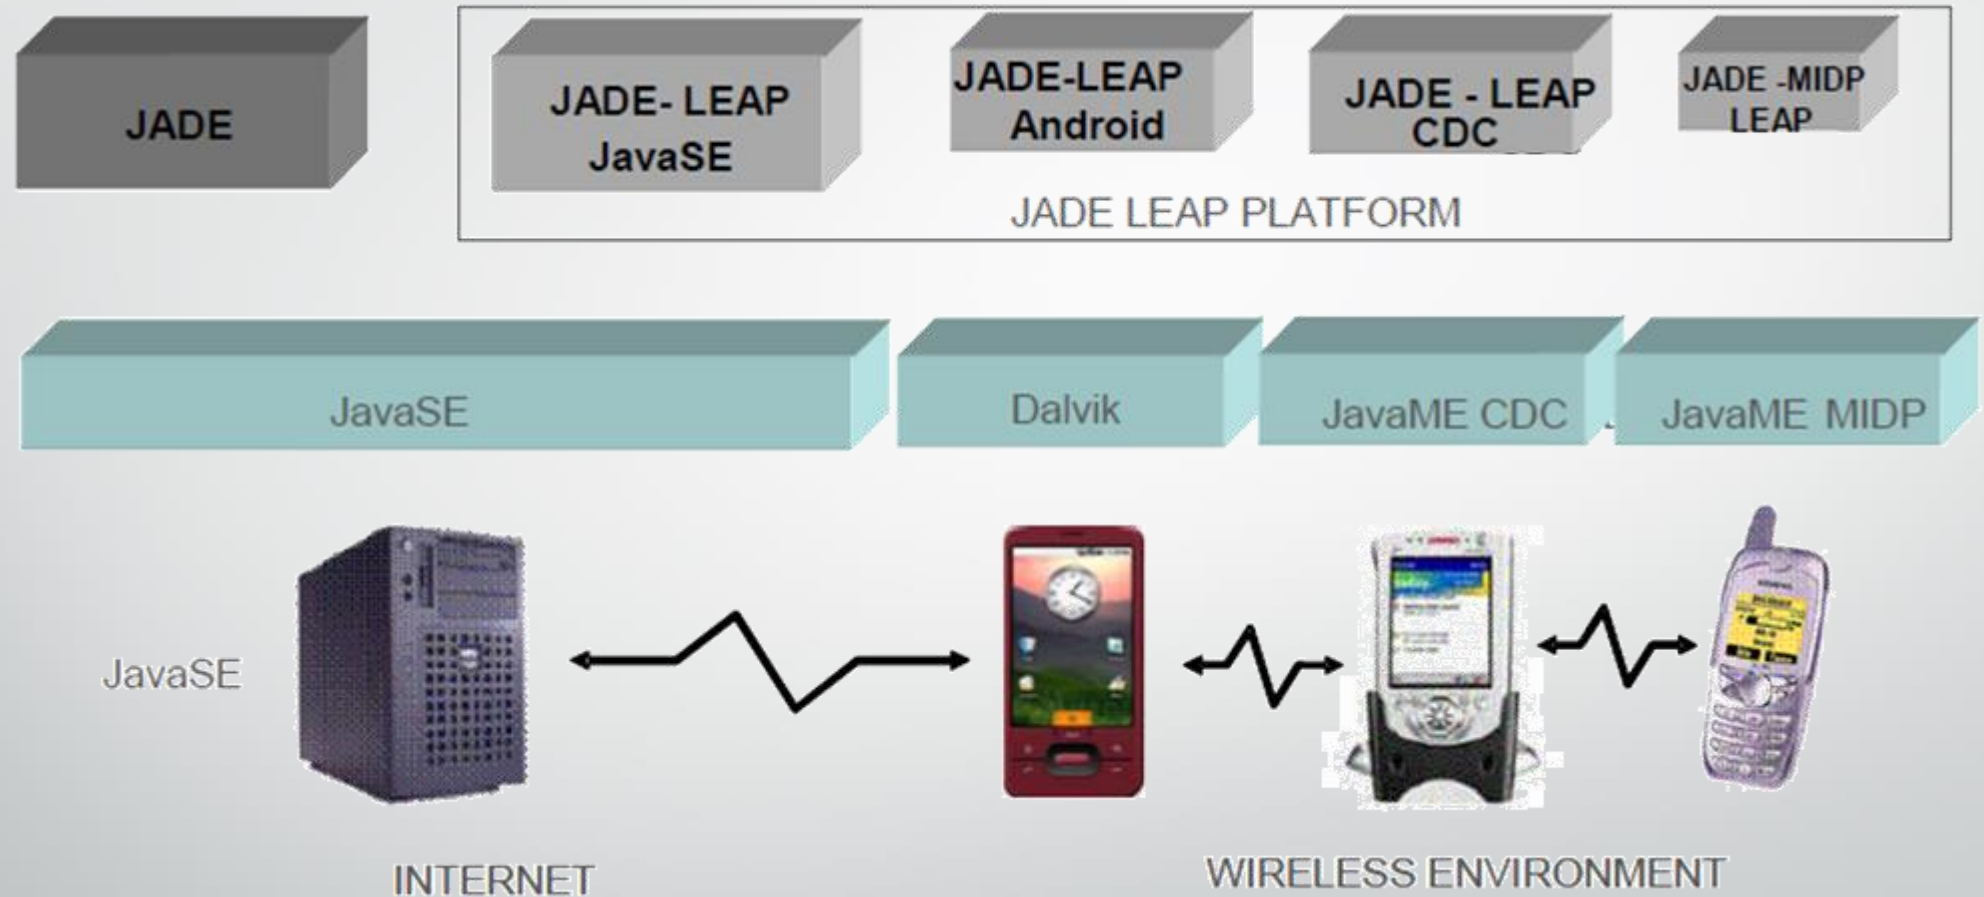 JADE
JADE- LEAP
JavaSE
JADE-LEAP
Android
JADE - LEAP
CDC
JADE -MIDP
LEAP
JADE LEAP PLATFORM
JavaSE
Dalvik
JavaME CDC
JavaME MIDP
JavaSE
INTERNET
WIRELESS ENVIRONMENT